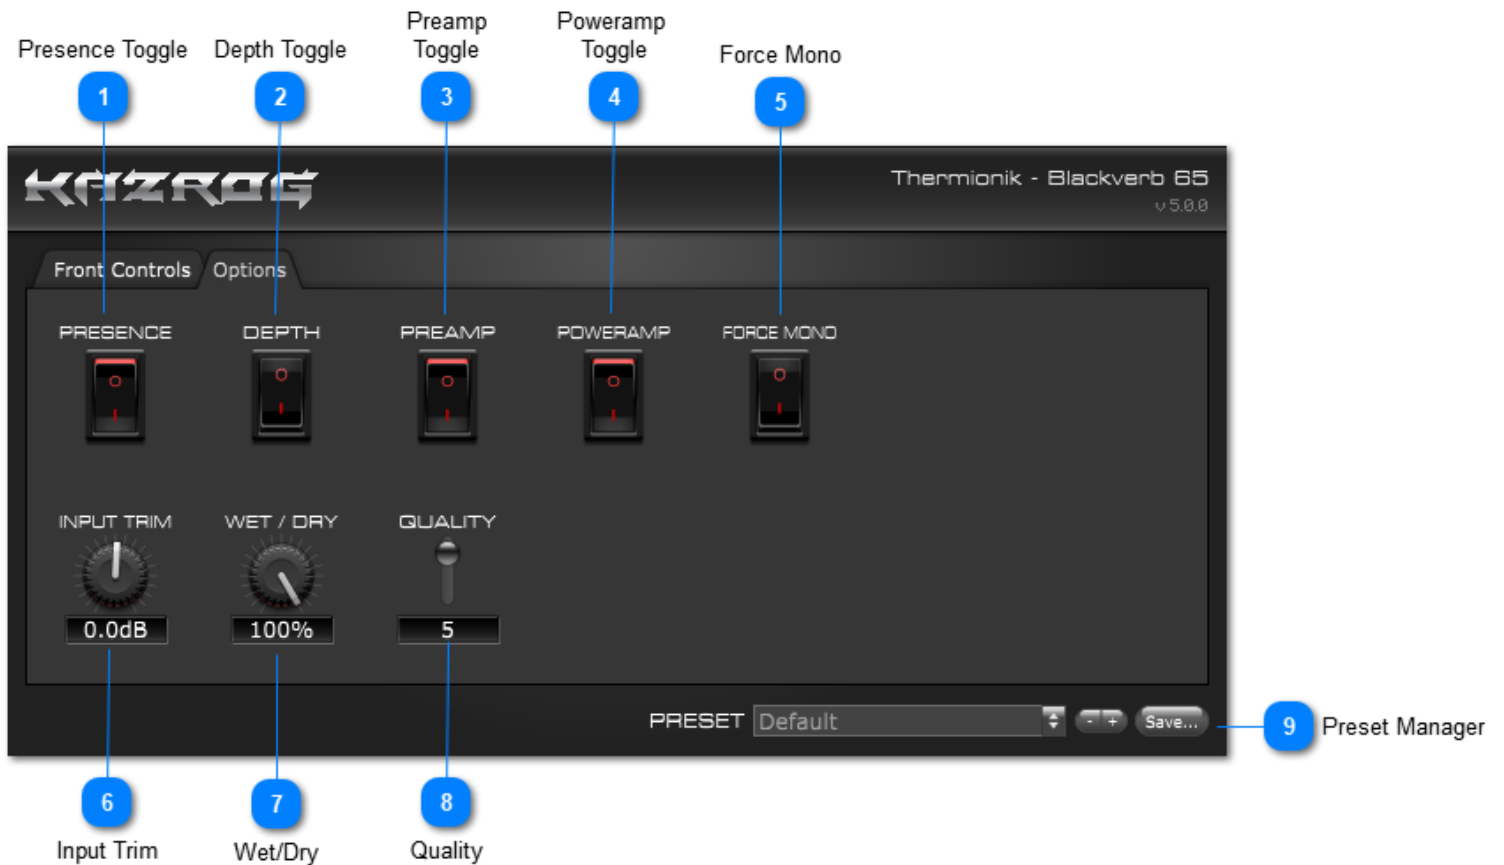 Presence Toggle
Depth Toggle
Preamp
Toggle
Poweramp
Toggle
Force Mono
1
2
3
4
5
KAZROG
Thermionik - Blackverb 65
v 5.0.0
Front Controls
Options
PRESENCE
DEPTH
PREAMP
POWERAMP
FORCE MONO
O
O
O
O
O
I
I
I
I
I
INPUT TRIM
WET / DRY
QUALITY
0.0dB
100%
5
PRESET
Default
- +
Save...
9
Preset Manager
6
7
8
Input Trim
Wet/Dry
Quality